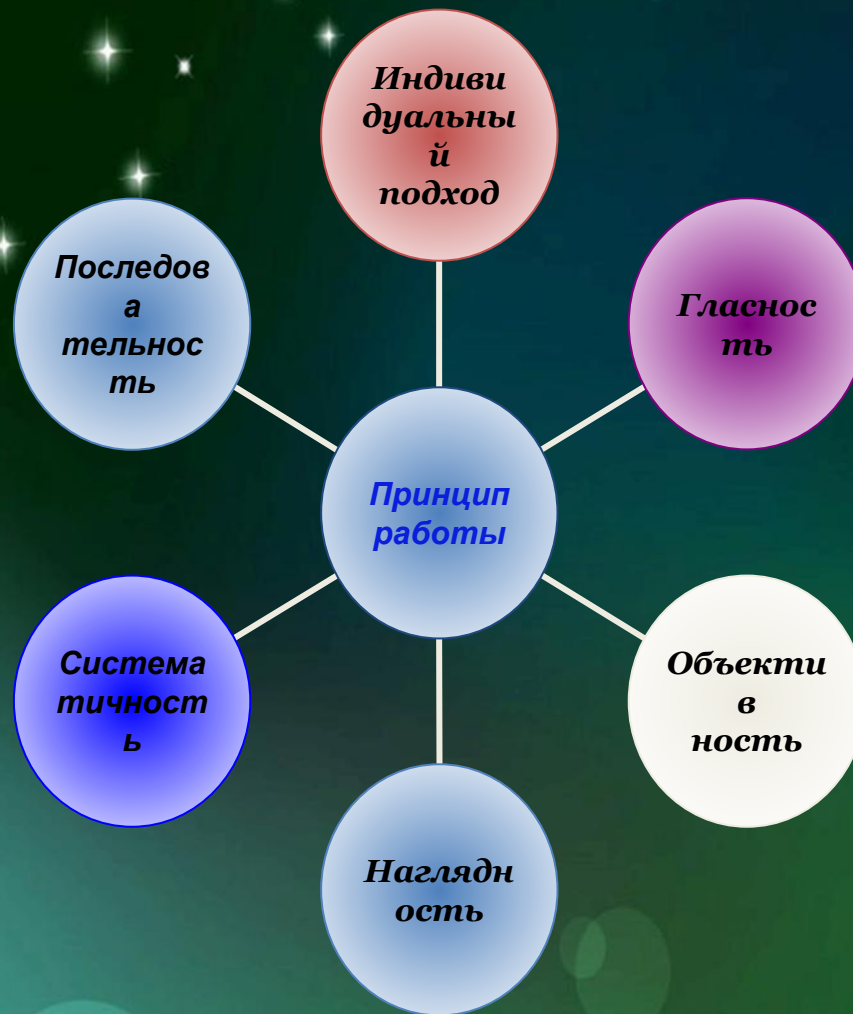 Индиви
дуальны
й
подход
Последов
а
тельнос
ть
Гласнос
ть
Принцип
работы
Система
тичност
ь
Объекти
в
ность
Наглядн
ость